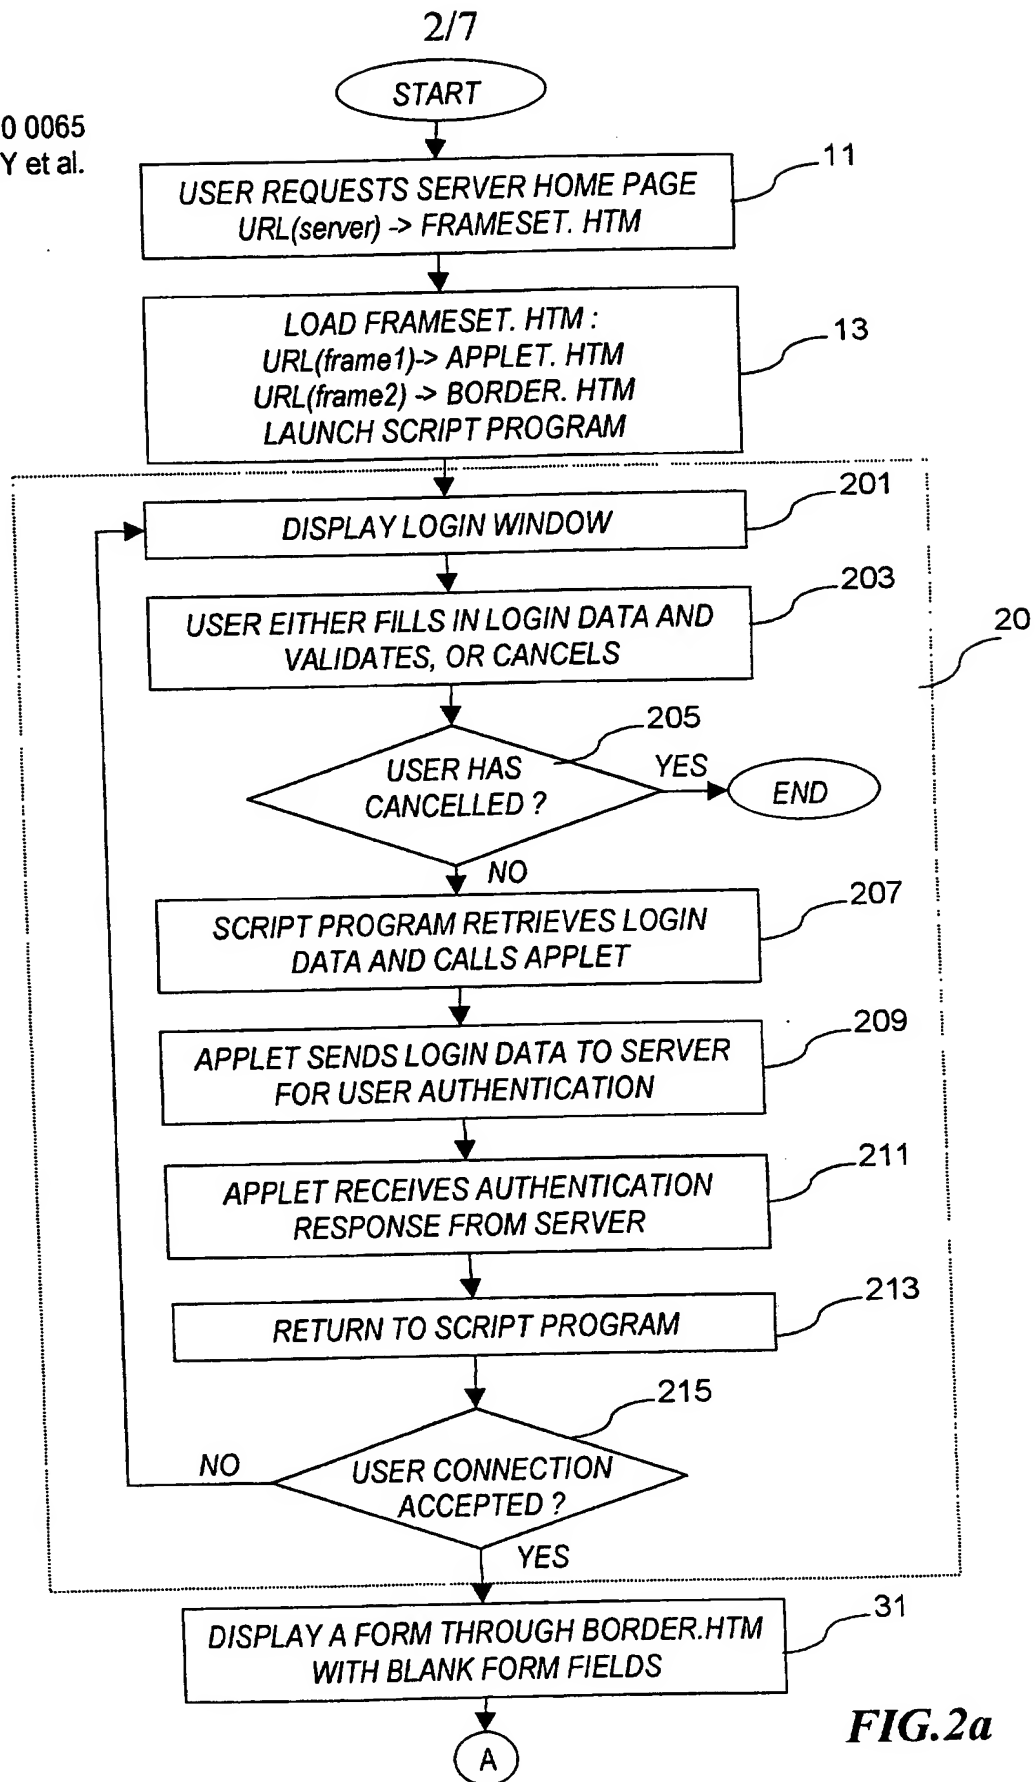 2/7
START
0 0065
Y et al.
11
USER REQUESTS SERVER HOME PAGE
URL(server) -> FRAMESET. HTM
LOAD FRAMESET. HTM :
URL(frame1)-> APPLET. HTM
URL(frame2) -> BORDER. HTM
LAUNCH SCRIPT PROGRAM
13
201
DISPLAY LOGIN WINDOW
203
USER EITHER FILLS IN LOGIN DATA AND
VALIDATES, OR CANCELS
20
205
USER HAS
CANCELLED ?
YES
END
NO
207
SCRIPT PROGRAM RETRIEVES LOGIN
DATA AND CALLS APPLET
209
APPLET SENDS LOGIN DATA TO SERVER
FOR USER AUTHENTICATION
211
APPLET RECEIVES AUTHENTICATION
RESPONSE FROM SERVER
213
RETURN TO SCRIPT PROGRAM
215
NO
USER CONNECTION
ACCEPTED ?
YES
31
DISPLAY A FORM THROUGH BORDER.HTM
WITH BLANK FORM FIELDS
A
FIG.2a